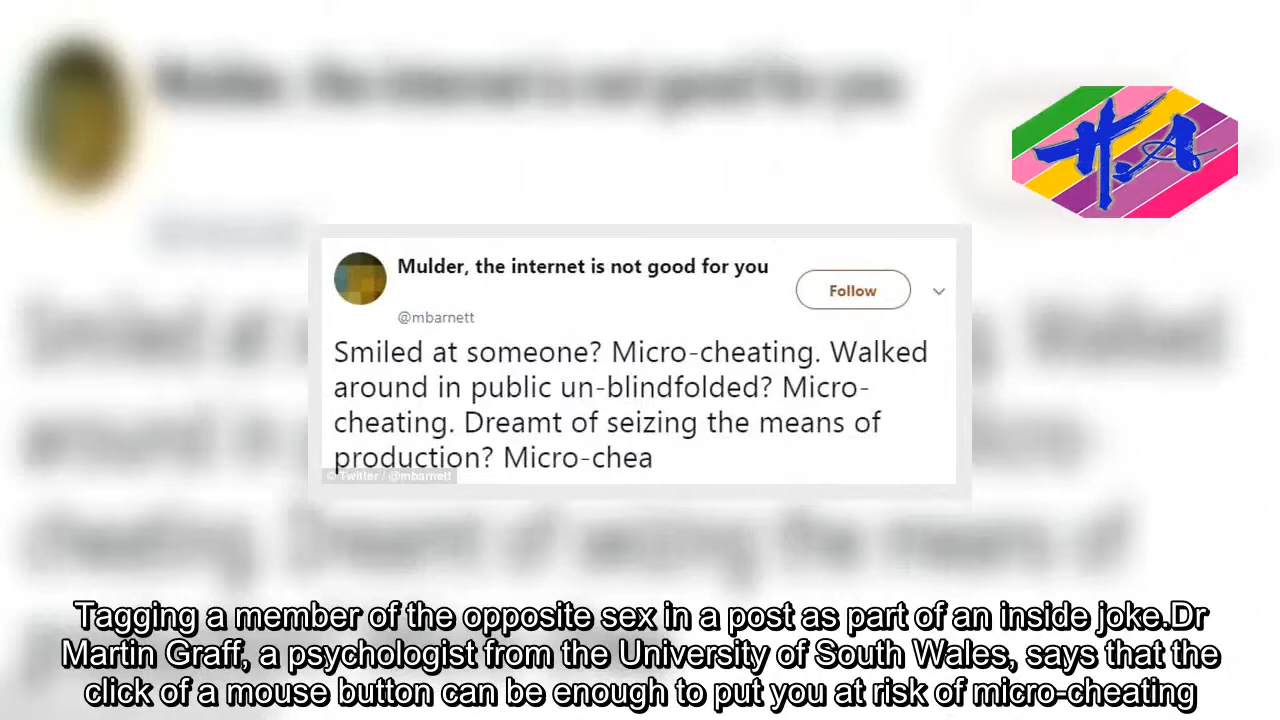 Mulder, the internet is not good for you
Follow
@mbarnett
Smiled at someone? Micro-cheating. Walked
around in public un-blindfolded? Micro-
cheating. Dreamt of seizing the means of
production? Micro-chea
© Twitter / @mbarnett
H.A
Tagging a member of the opposite sex in a post as part of an inside joke.Dr
Martin Graff, a psychologist from the University of South Wales, says that the
click of a mouse button can be enough to put you at risk of micro-cheating